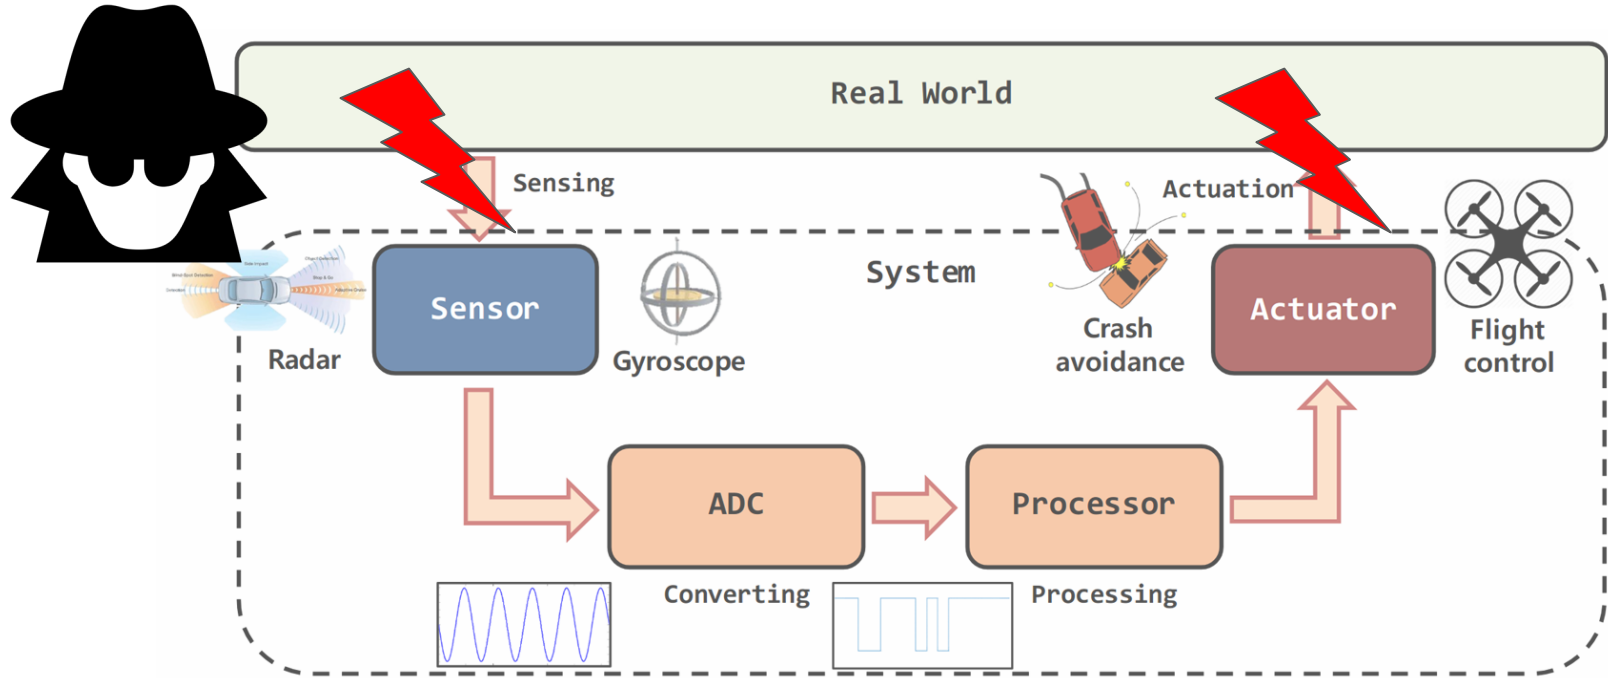 Real World
Sensing
Actuation
System
Sensor
Actuator
Radar
Gyroscope
Crash
avoidance
Flight
control
ADC
Processor
Converting
Processing